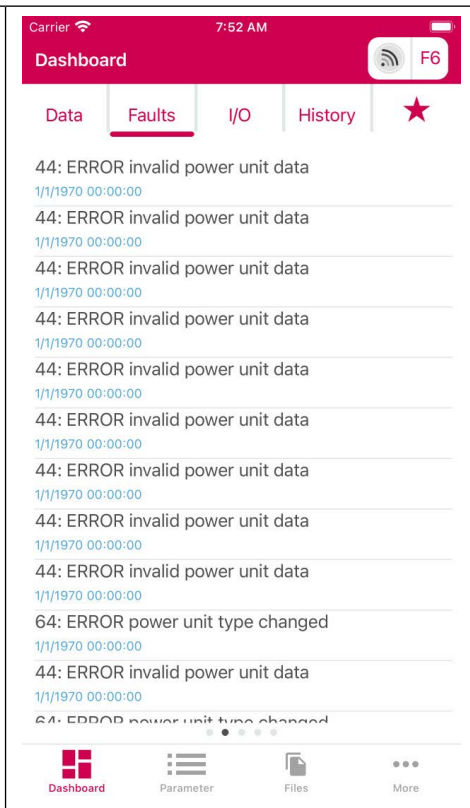 Carrier 7:52 AM
Dashboard F6
Data Faults I/O History
44: ERROR invalid power unit data
1/1/1970 00:00:00
44: ERROR invalid power unit data
1/1/1970 00:00:00
44: ERROR invalid power unit data
1/1/1970 00:00:00
44: ERROR invalid power unit data
1/1/1970 00:00:00
44: ERROR invalid power unit data
1/1/1970 00:00:00
44: ERROR invalid power unit data
1/1/1970 00:00:00
44: ERROR invalid power unit data
1/1/1970 00:00:00
44: ERROR invalid power unit data
1/1/1970 00:00:00
44: ERROR invalid power unit data
1/1/1970 00:00:00
64: ERROR power unit type changed
1/1/1970 00:00:00
44: ERROR invalid power unit data
1/1/1970 00:00:00
64: ERROR power unit type changed
Dashboard Parameter Files More